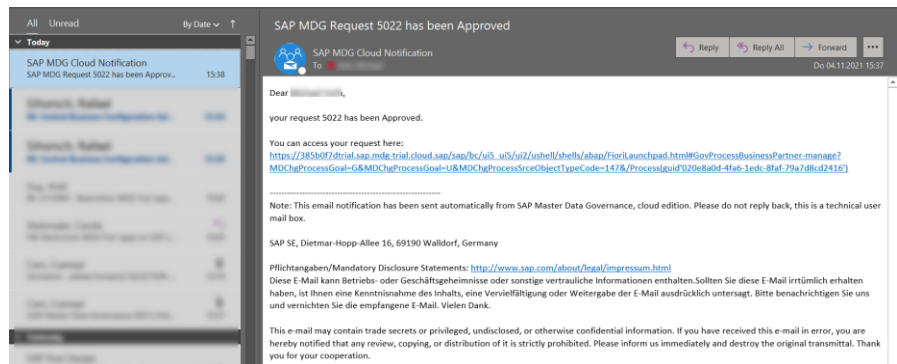 All Unread By Date ↑
Today
SAP MDG Cloud Notification
SAP MDG Request 5022 has been Approv... 15:38
Yesterday
SAP MDG Request 5022 has been Approved
SAP MDG Cloud Notification
To
Reply Reply All Forward ...
Do 04.11.2021 15:37
Dear
your request 5022 has been Approved.
You can access your request here:
https://385b0f7dtrial.sap.mdg-trial.cloud.sap/sap/bc/ui5_ui5/ui2/ushell/shells/abap/FioriLaunchpad.html#GovProcessBusinessPartner-manage?
MDChgProcessGoal=G&MDChgProcessGoal=U&MDChgProcessSrceObjectTypeCode=147&/Process(guid'020e8a0d-4fa6-1edc-8faf-79a7d8cd2416')
------------------------------------------------------------
Note: This email notification has been sent automatically from SAP Master Data Governance, cloud edition. Please do not reply back, this is a technical user
mail box.
SAP SE, Dietmar-Hopp-Allee 16, 69190 Walldorf, Germany
Pflichtangaben/Mandatory Disclosure Statements: http://www.sap.com/about/legal/impressum.html
Diese E-Mail kann Betriebs- oder Geschäftsgeheimnisse oder sonstige vertrauliche Informationen enthalten.Sollten Sie diese E-Mail irrtümlich erhalten
haben, ist Ihnen eine Kenntnisnahme des Inhalts, eine Vervielfältigung oder Weitergabe der E-Mail ausdrücklich untersagt. Bitte benachrichtigen Sie uns
und vernichten Sie die empfangene E-Mail. Vielen Dank.
This e-mail may contain trade secrets or privileged, undisclosed, or otherwise confidential information. If you have received this e-mail in error, you are
hereby notified that any review, copying, or distribution of it is strictly prohibited. Please inform us immediately and destroy the original transmittal. Thank
you for your cooperation.